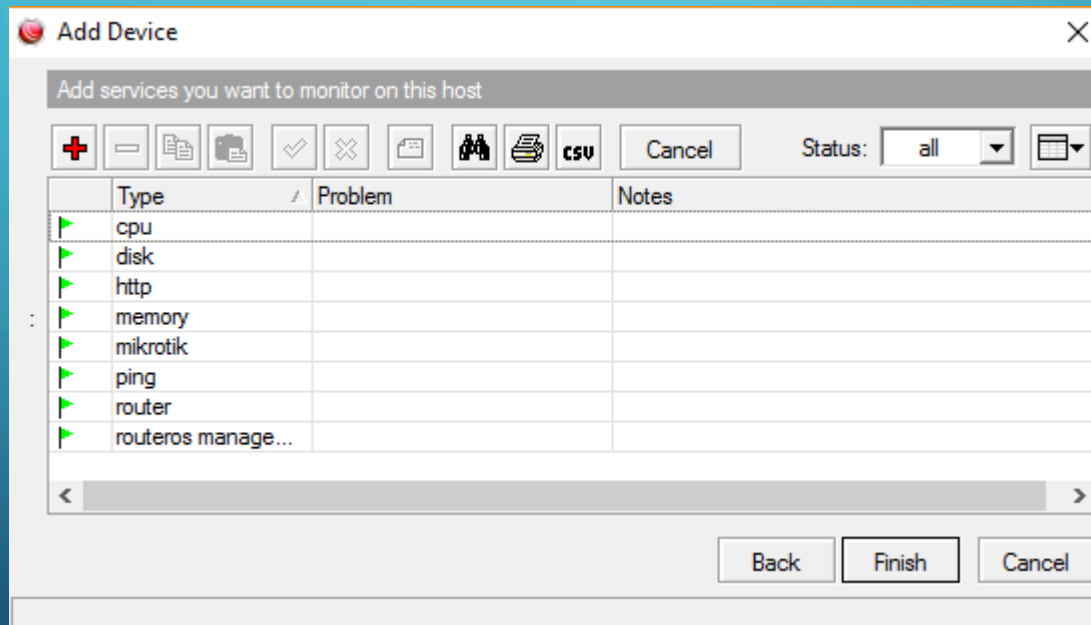 Add Device
Add services you want to monitor on this host
csv Cancel Status: all
Type Problem Notes
cpu
disk
http
memory
mikrotik
:
ping
router
routeros manage...
Back Finish Cancel